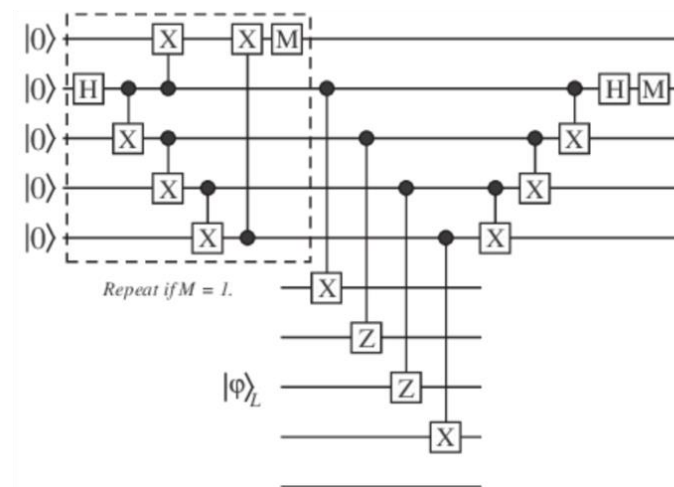 |0⟩ X X M
|0⟩ H H M
|0⟩ X X
|0⟩ X X
|0⟩ X X
Repeat if M = 1.
X
Z
|φ⟩L Z
X